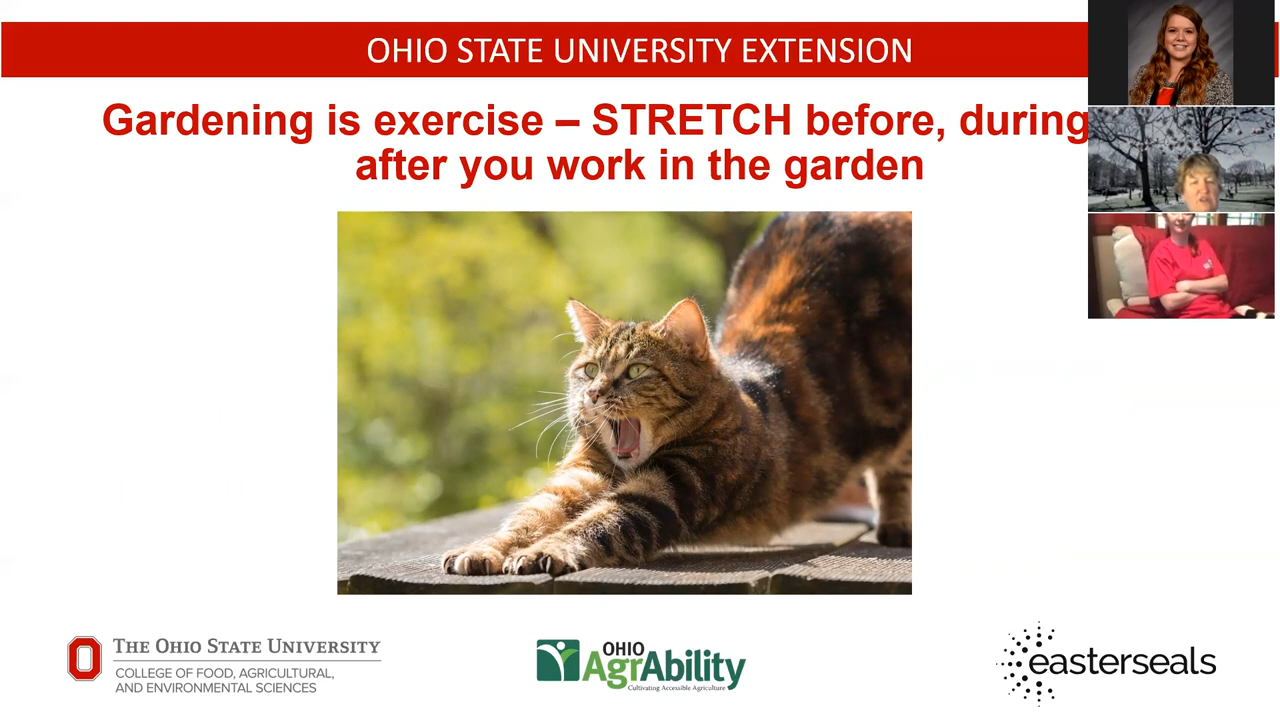 OHIO STATE UNIVERSITY EXTENSION
Gardening is exercise – STRETCH before, during
after you work in the garden
THE OHIO STATE UNIVERSITY
COLLEGE OF FOOD, AGRICULTURAL,
AND ENVIRONMENTAL SCIENCES
OHIO
AgrAbility
Cultivating Accessible Agriculture
easterseals